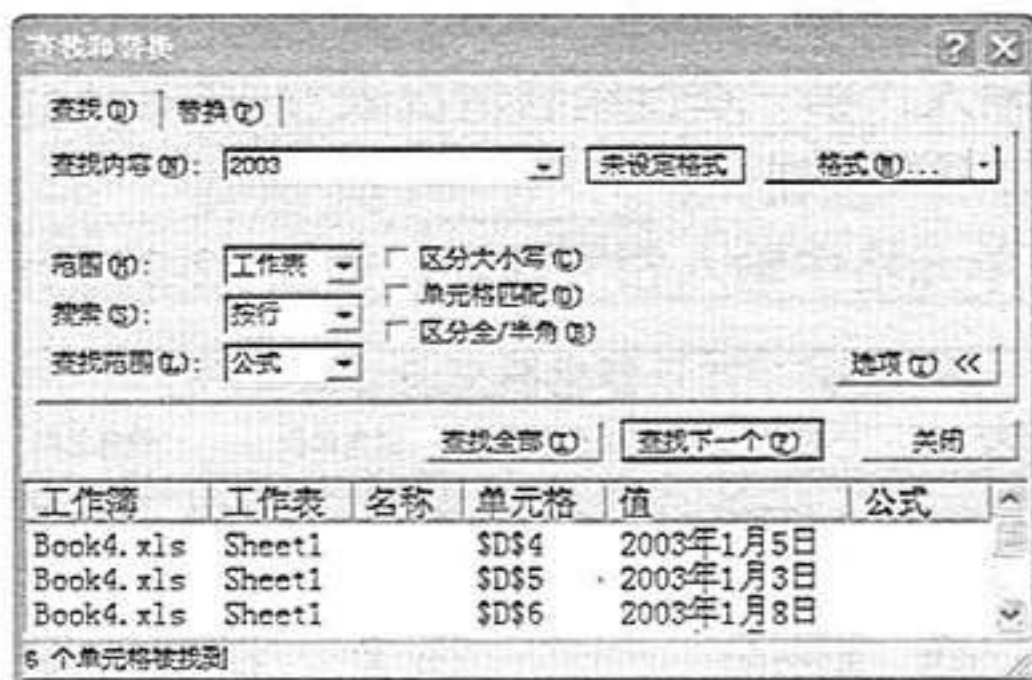 查找和替换
查找(D) 替换(P)
查找内容(N): 2003 未设定格式 格式(M)...
范围(H): 工作表 区分大小写(C)
搜索(S): 按行 单元格匹配(O)
查找范围(L): 公式 区分全/半角(B)
选项(T) <<
查找全部(I) 查找下一个(F) 关闭
工作簿 工作表 名称 单元格 值 公式
Book4.xls Sheet1 $D$4 2003年1月5日
Book4.xls Sheet1 $D$5 2003年1月3日
Book4.xls Sheet1 $D$6 2003年1月8日
个单元格被找到